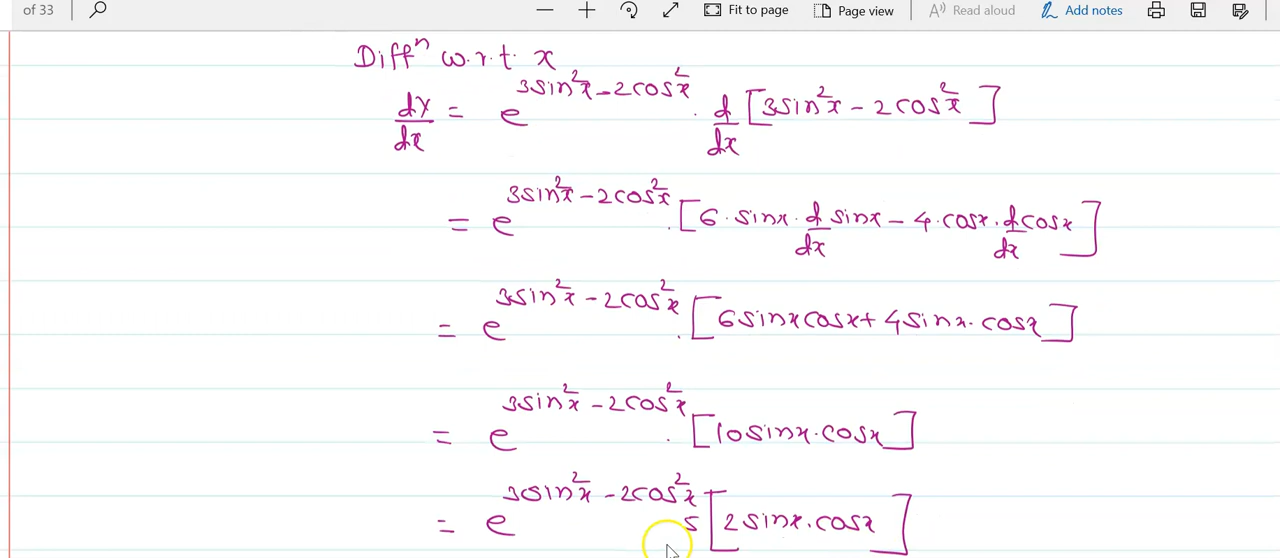 of 33 Fit to page Page view Read aloud Add notes
Diffⁿ w.r.t. x
dy/dx = e^(3sin²x - 2cos²x) . d/dx [3sin²x - 2cos²x]
= e^(3sin²x - 2cos²x) . [6 . sinx . d/dx sinx - 4 . cosx . d/dx cosx]
= e^(3sin²x - 2cos²x) . [6sinxcosx + 4sinx . cosx]
= e^(3sin²x - 2cos²x) . [10sinx . cosx]
= e^(3sin²x - 2cos²x) 5 [2sinx . cosx]